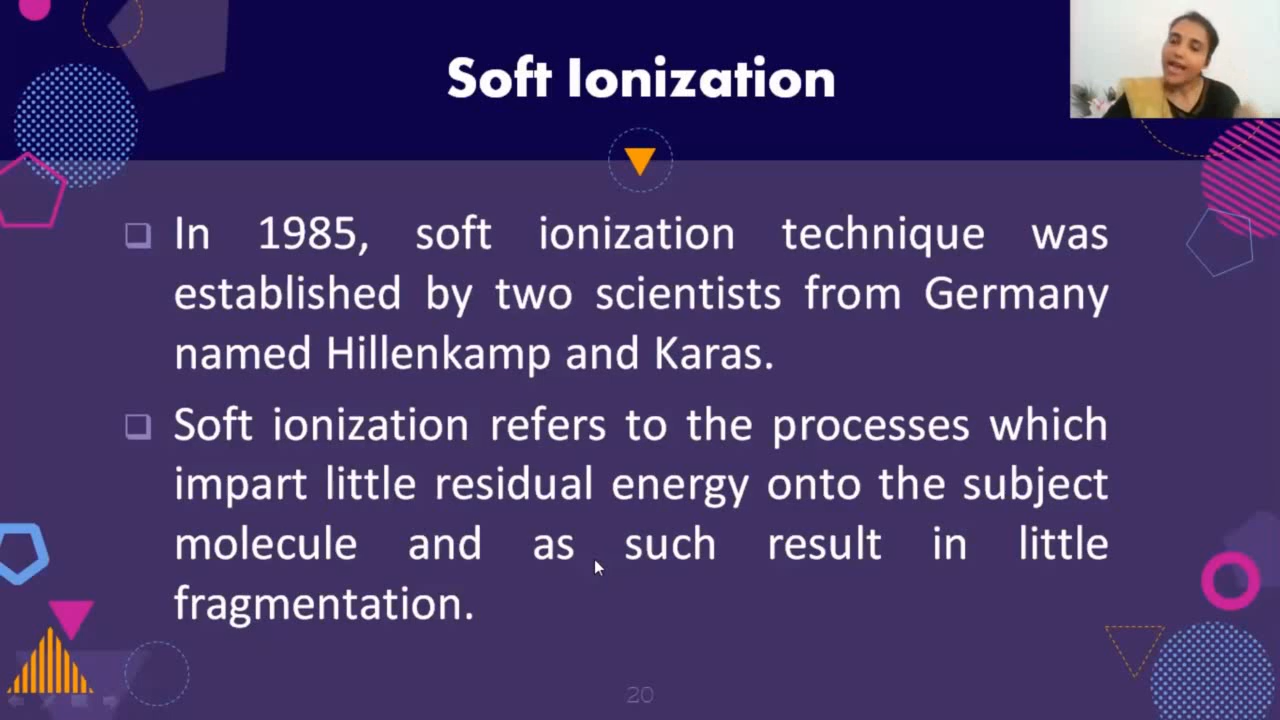 Soft Ionization
In 1985, soft ionization technique was
established by two scientists from Germany
named Hillenkamp and Karas.
Soft ionization refers to the processes which
impart little residual energy onto the subject
molecule and as such result in little
fragmentation.
20